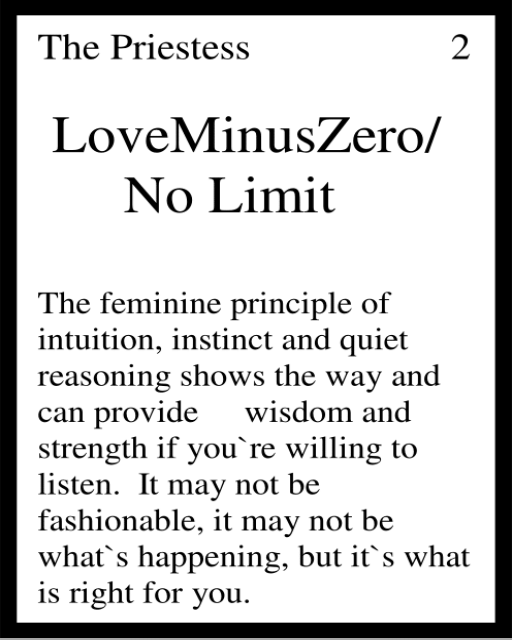 The Priestess 2
LoveMinusZero/
No Limit
The feminine principle of
intuition, instinct and quiet
reasoning shows the way and
can provide     wisdom and
strength if you`re willing to
listen.  It may not be
fashionable, it may not be
what`s happening, but it`s what
is right for you.